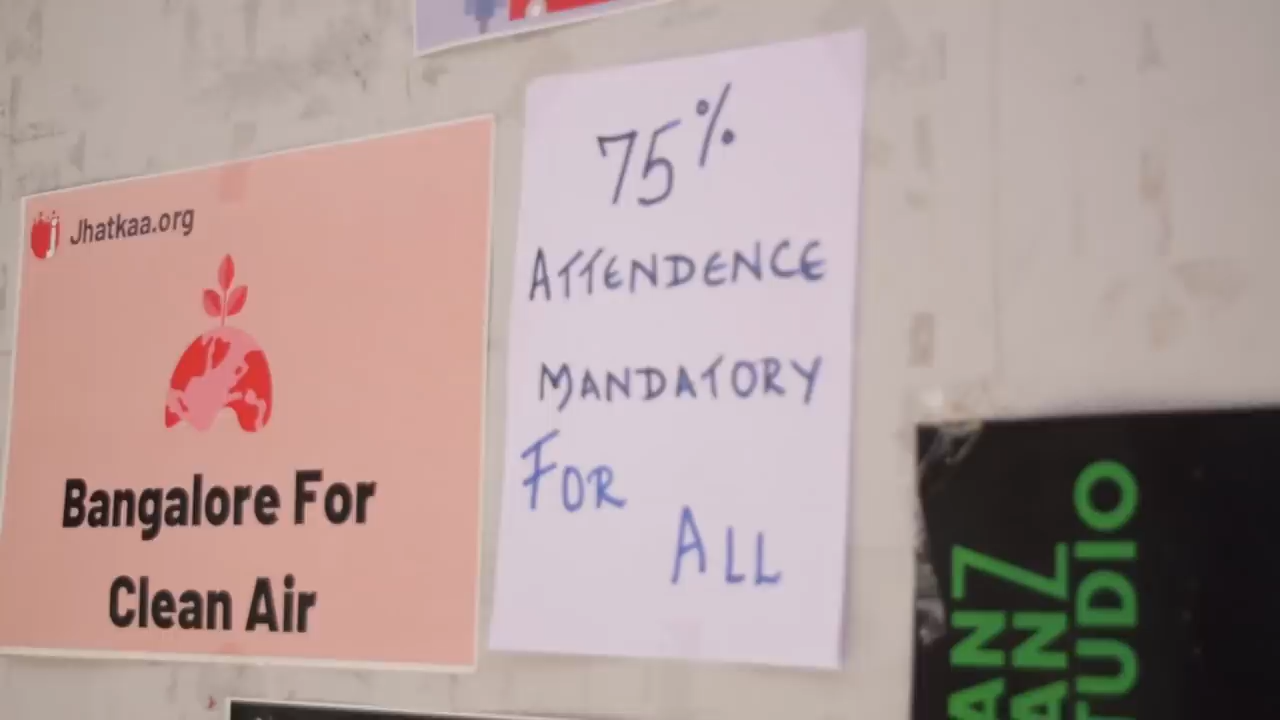 Jhatkaa.org
Bangalore For
Clean Air
75%
ATTENDENCE
MANDATORY
FOR
ALL